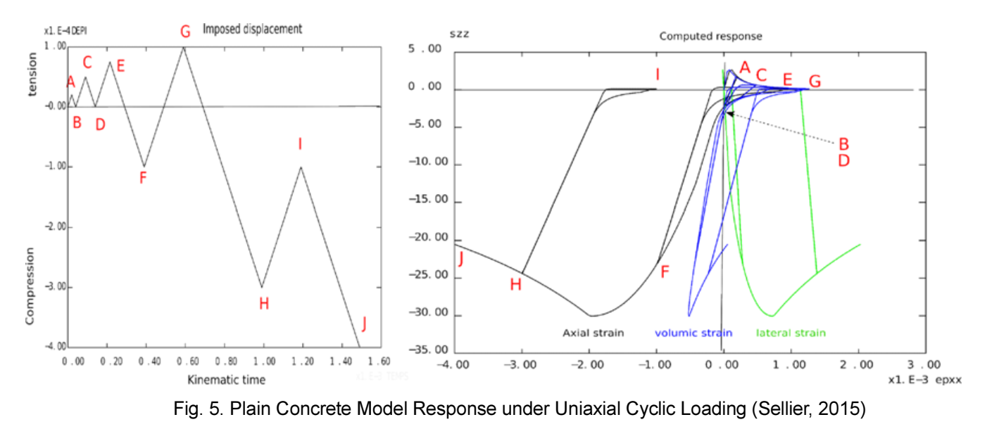 x1.E-4DEPI
Imposed displacement
tension
Compression
1.00
-0.00
-1.00
-2.00
-3.00
-4.00
A
B
C
D
E
F
G
H
I
J
0.00 0.20 0.40 0.60 0.80 1.00 1.20 1.40 1.60
x1.E-3 TEMPS
Kinematic time
szz
Computed response
5.00
0.00
-5.00
-10.00
-15.00
-20.00
-25.00
-30.00
-35.00
I
A
C
E
G
B
D
F
J
H
Axial strain
volumic strain
lateral strain
-4.00 -3.00 -2.00 -1.00 0.00 1.00 2.00 3.00
x1.E-3 epxx
Fig. 5. Plain Concrete Model Response under Uniaxial Cyclic Loading (Sellier, 2015)